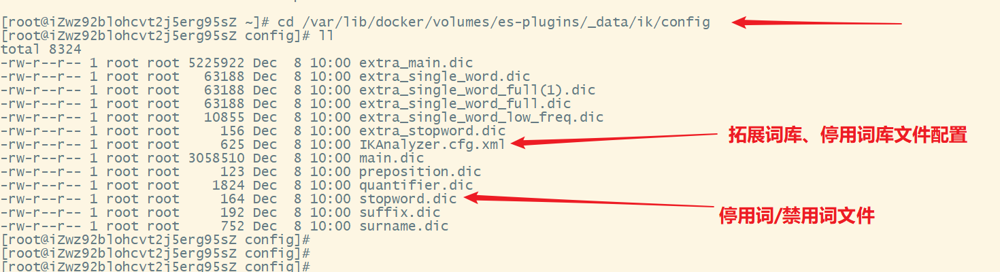 [root@iZwz92blohcvt2j5erg95sZ ~]# cd /var/lib/docker/volumes/es-plugins/_data/ik/config
[root@iZwz92blohcvt2j5erg95sZ config]# ll
total 8324
-rw-r--r-- 1 root root 5225922 Dec  8 10:00 extra_main.dic
-rw-r--r-- 1 root root   63188 Dec  8 10:00 extra_single_word.dic
-rw-r--r-- 1 root root   63188 Dec  8 10:00 extra_single_word_full(1).dic
-rw-r--r-- 1 root root   63188 Dec  8 10:00 extra_single_word_full.dic
-rw-r--r-- 1 root root   10855 Dec  8 10:00 extra_single_word_low_freq.dic
-rw-r--r-- 1 root root     156 Dec  8 10:00 extra_stopword.dic
-rw-r--r-- 1 root root     625 Dec  8 10:00 IKAnalyzer.cfg.xml
拓展词库、停用词库文件配置
-rw-r--r-- 1 root root 3058510 Dec  8 10:00 main.dic
-rw-r--r-- 1 root root     123 Dec  8 10:00 preposition.dic
-rw-r--r-- 1 root root    1824 Dec  8 10:00 quantifier.dic
-rw-r--r-- 1 root root     164 Dec  8 10:00 stopword.dic
停用词/禁用词文件
-rw-r--r-- 1 root root     192 Dec  8 10:00 suffix.dic
-rw-r--r-- 1 root root     752 Dec  8 10:00 surname.dic
[root@iZwz92blohcvt2j5erg95sZ config]#
[root@iZwz92blohcvt2j5erg95sZ config]#
[root@iZwz92blohcvt2j5erg95sZ config]#